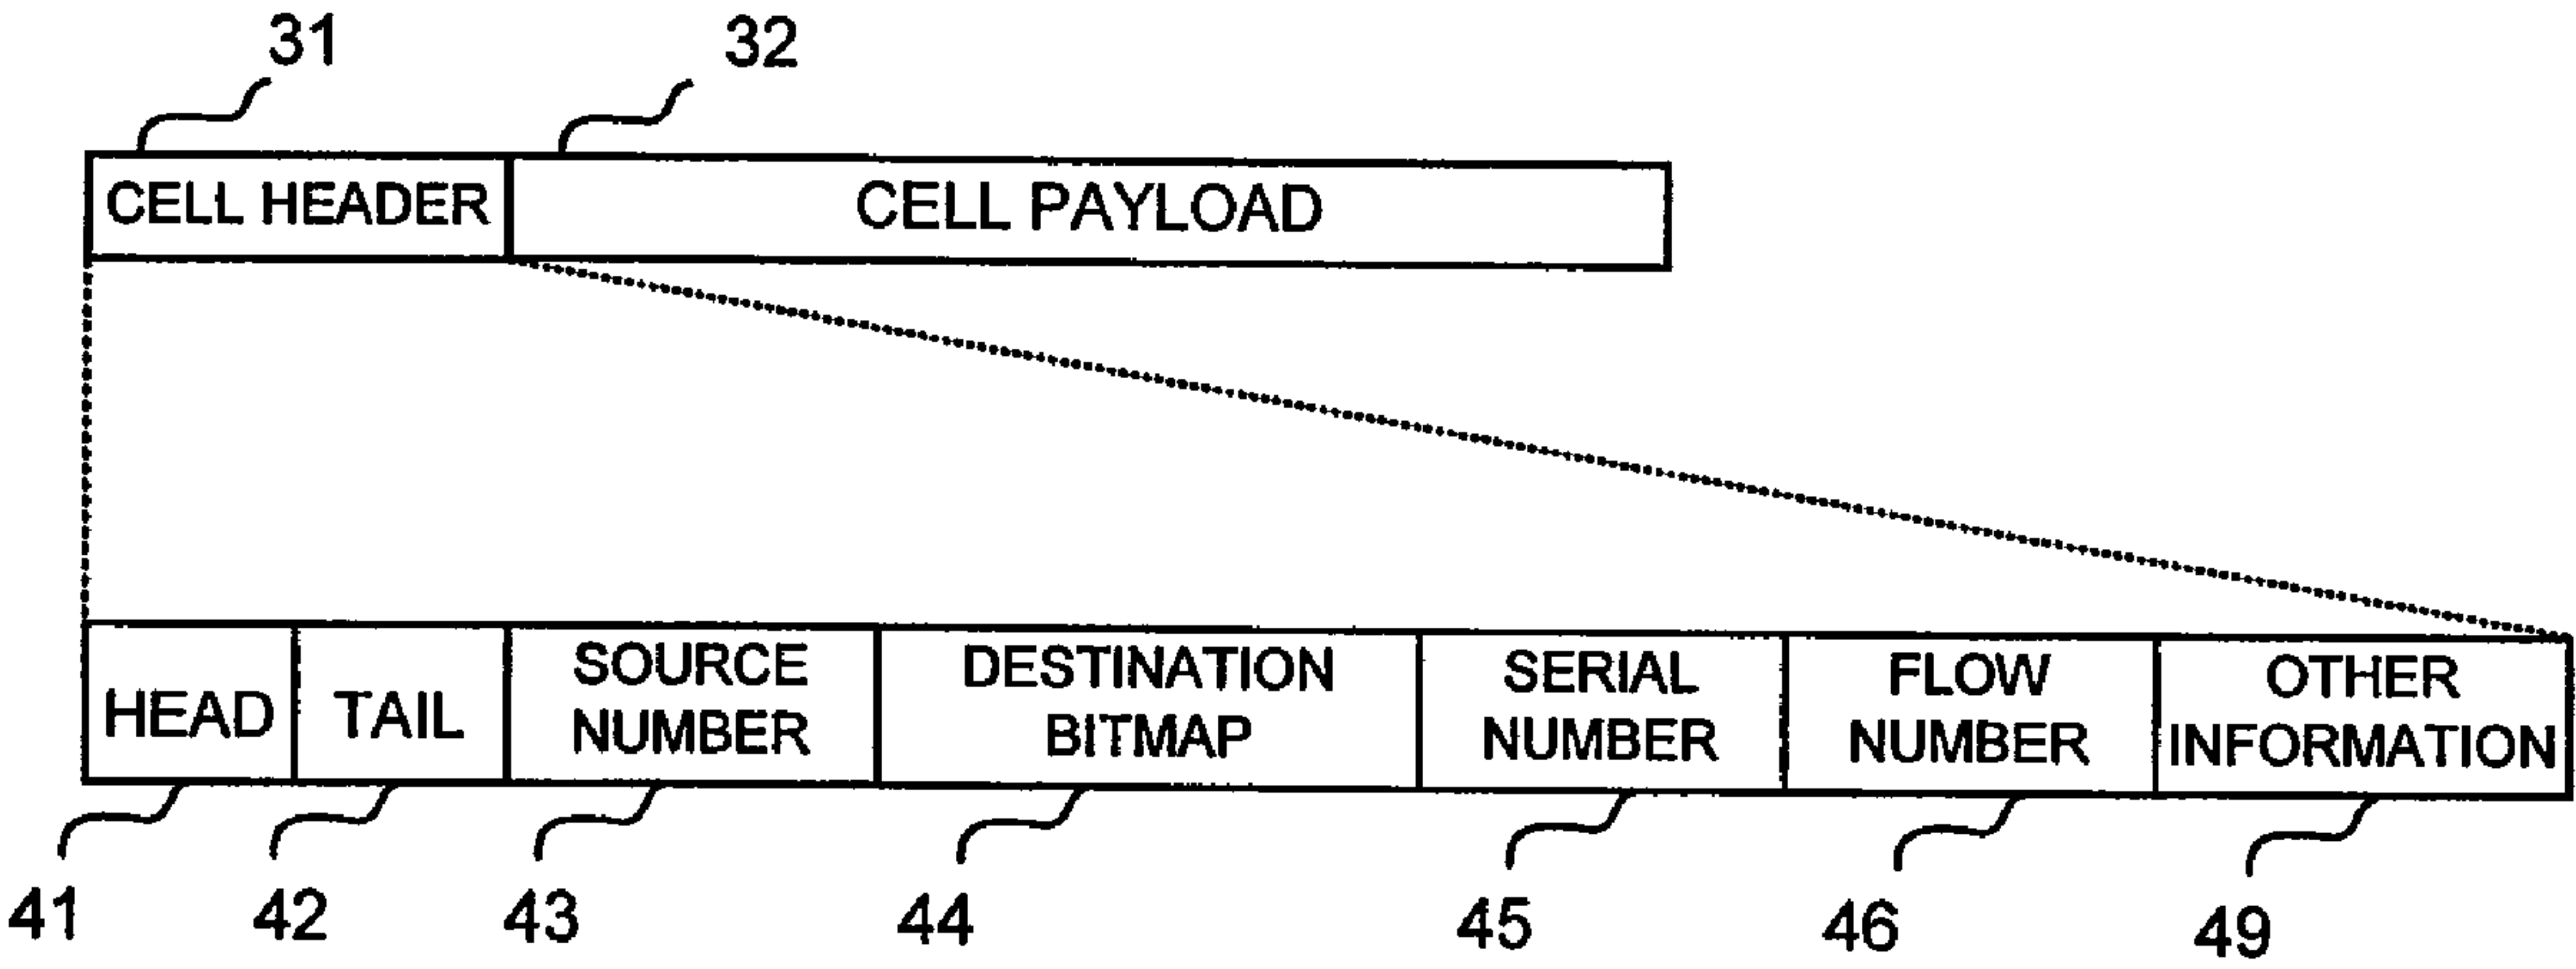 31 32
CELL HEADER CELL PAYLOAD
HEAD TAIL SOURCE NUMBER DESTINATION BITMAP SERIAL NUMBER FLOW NUMBER OTHER INFORMATION
41 42 43 44 45 46 49